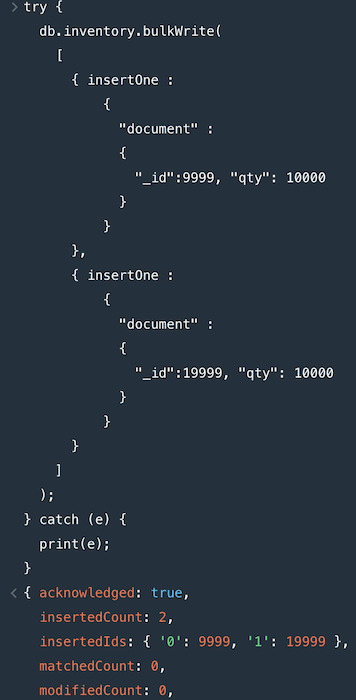 > try {
db.inventory.bulkWrite(
[
{ insertOne :
{
"document" :
{
"_id":9999, "qty": 10000
}
}
},
{ insertOne :
{
"document" :
{
"_id":19999, "qty": 10000
}
}
}
]
);
} catch (e) {
print(e);
}
< { acknowledged: true,
insertedCount: 2,
insertedIds: { '0': 9999, '1': 19999 },
matchedCount: 0,
modifiedCount: 0,